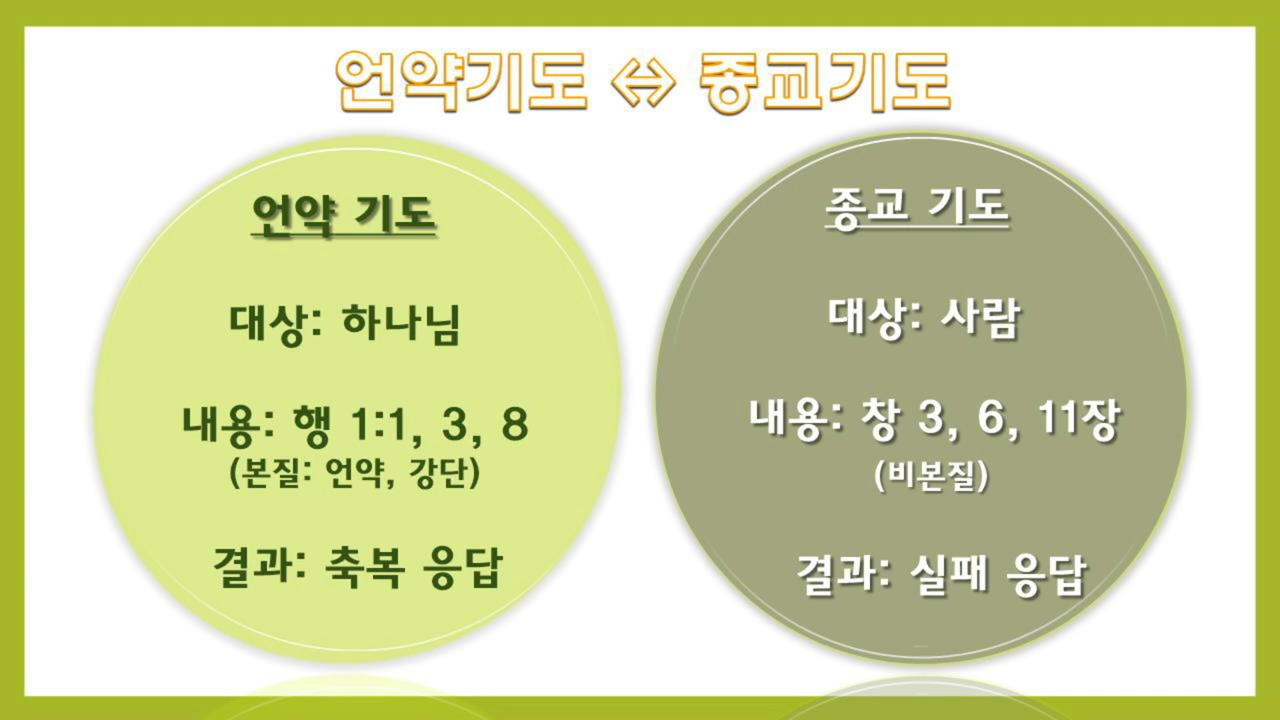 언약기도 ⇔ 종교기도
언약 기도
대상: 하나님
내용: 행 1:1, 3, 8
(본질: 언약, 강단)
결과: 축복 응답
종교 기도
대상: 사람
내용: 창 3, 6, 11장
(비본질)
결과: 실패 응답